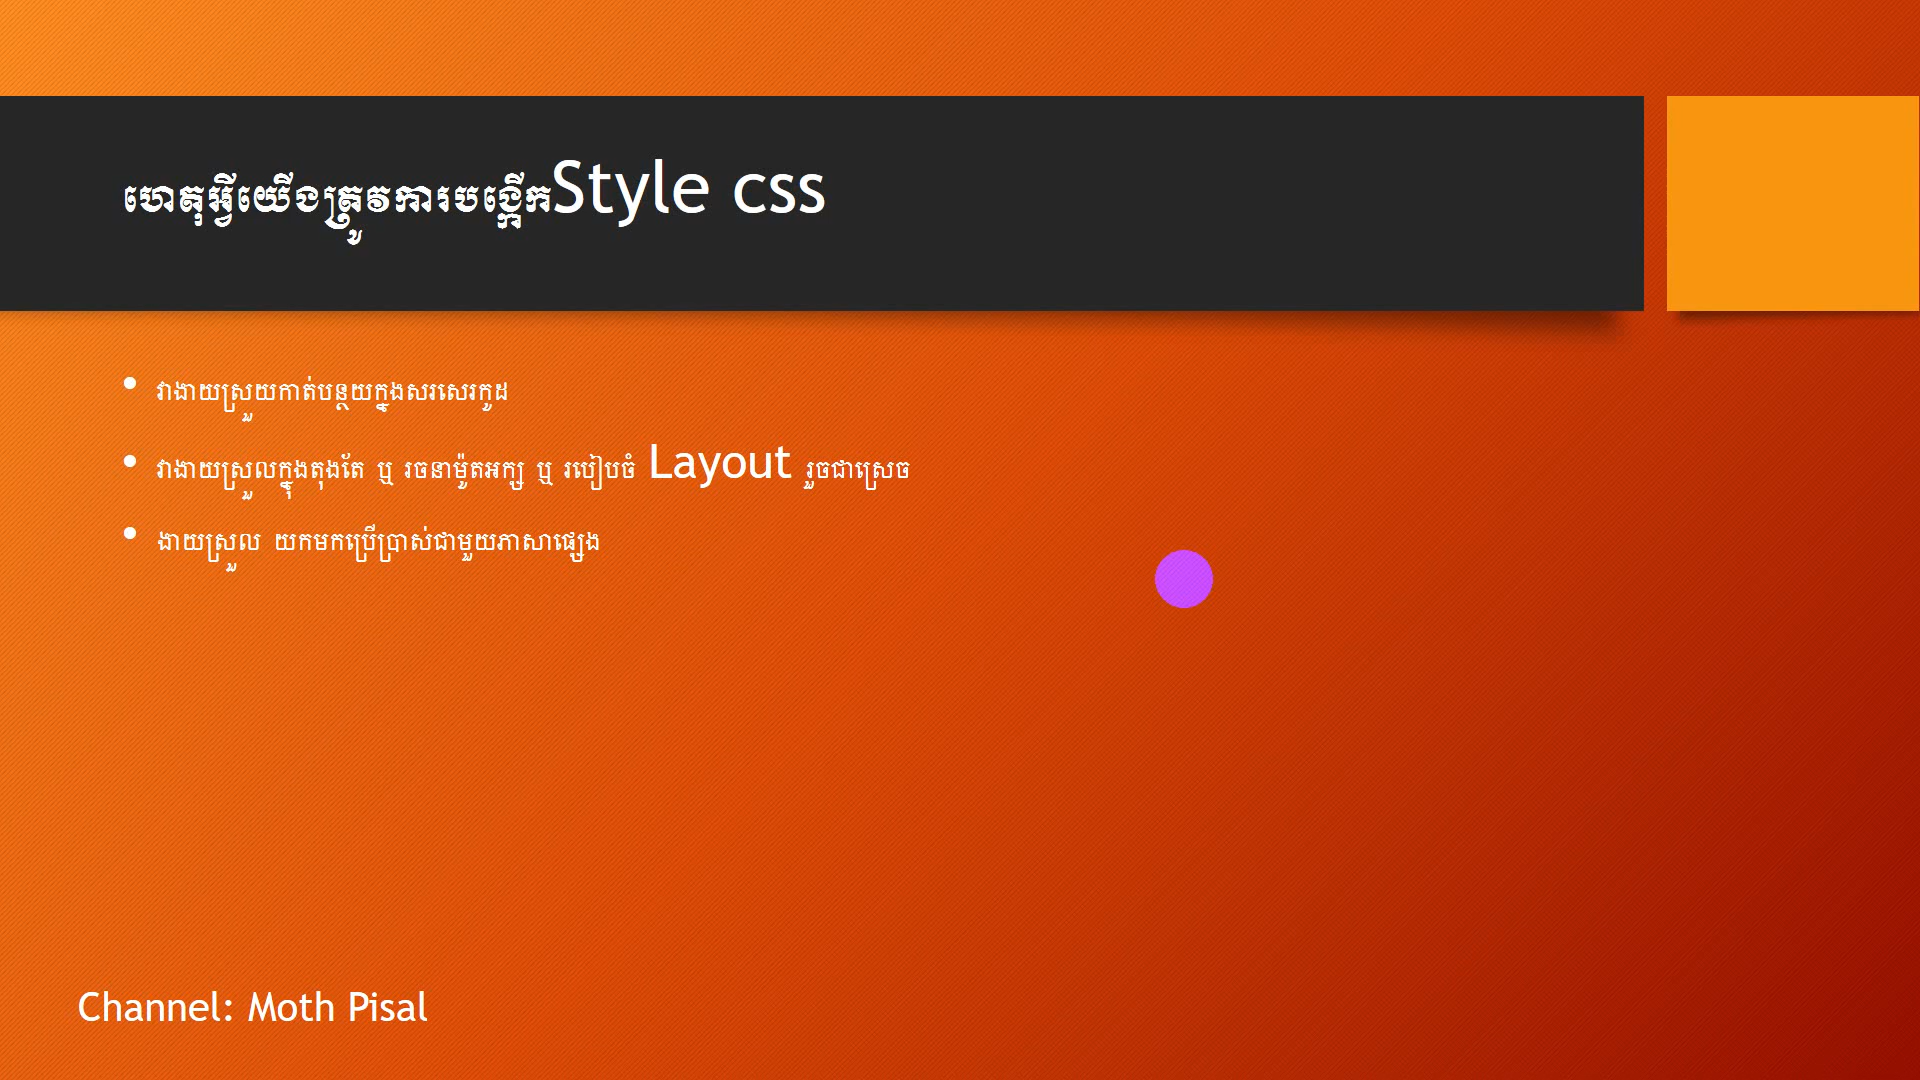 ហេតុអ្វីយើងត្រូវការបង្កើកStyle css
• វាងាយស្រួយកាត់បន្ថយក្នងសរសេរកូដ
• វាងាយស្រួលក្នុងតុងតែ ឬ រចនាម៉ូតអក្ស ឬ របៀបចំ Layout រួចជាស្រេច
• ងាយស្រួល យកមកប្រើប្រាស់ជាមួយភាសាផ្សេង
Channel: Moth Pisal